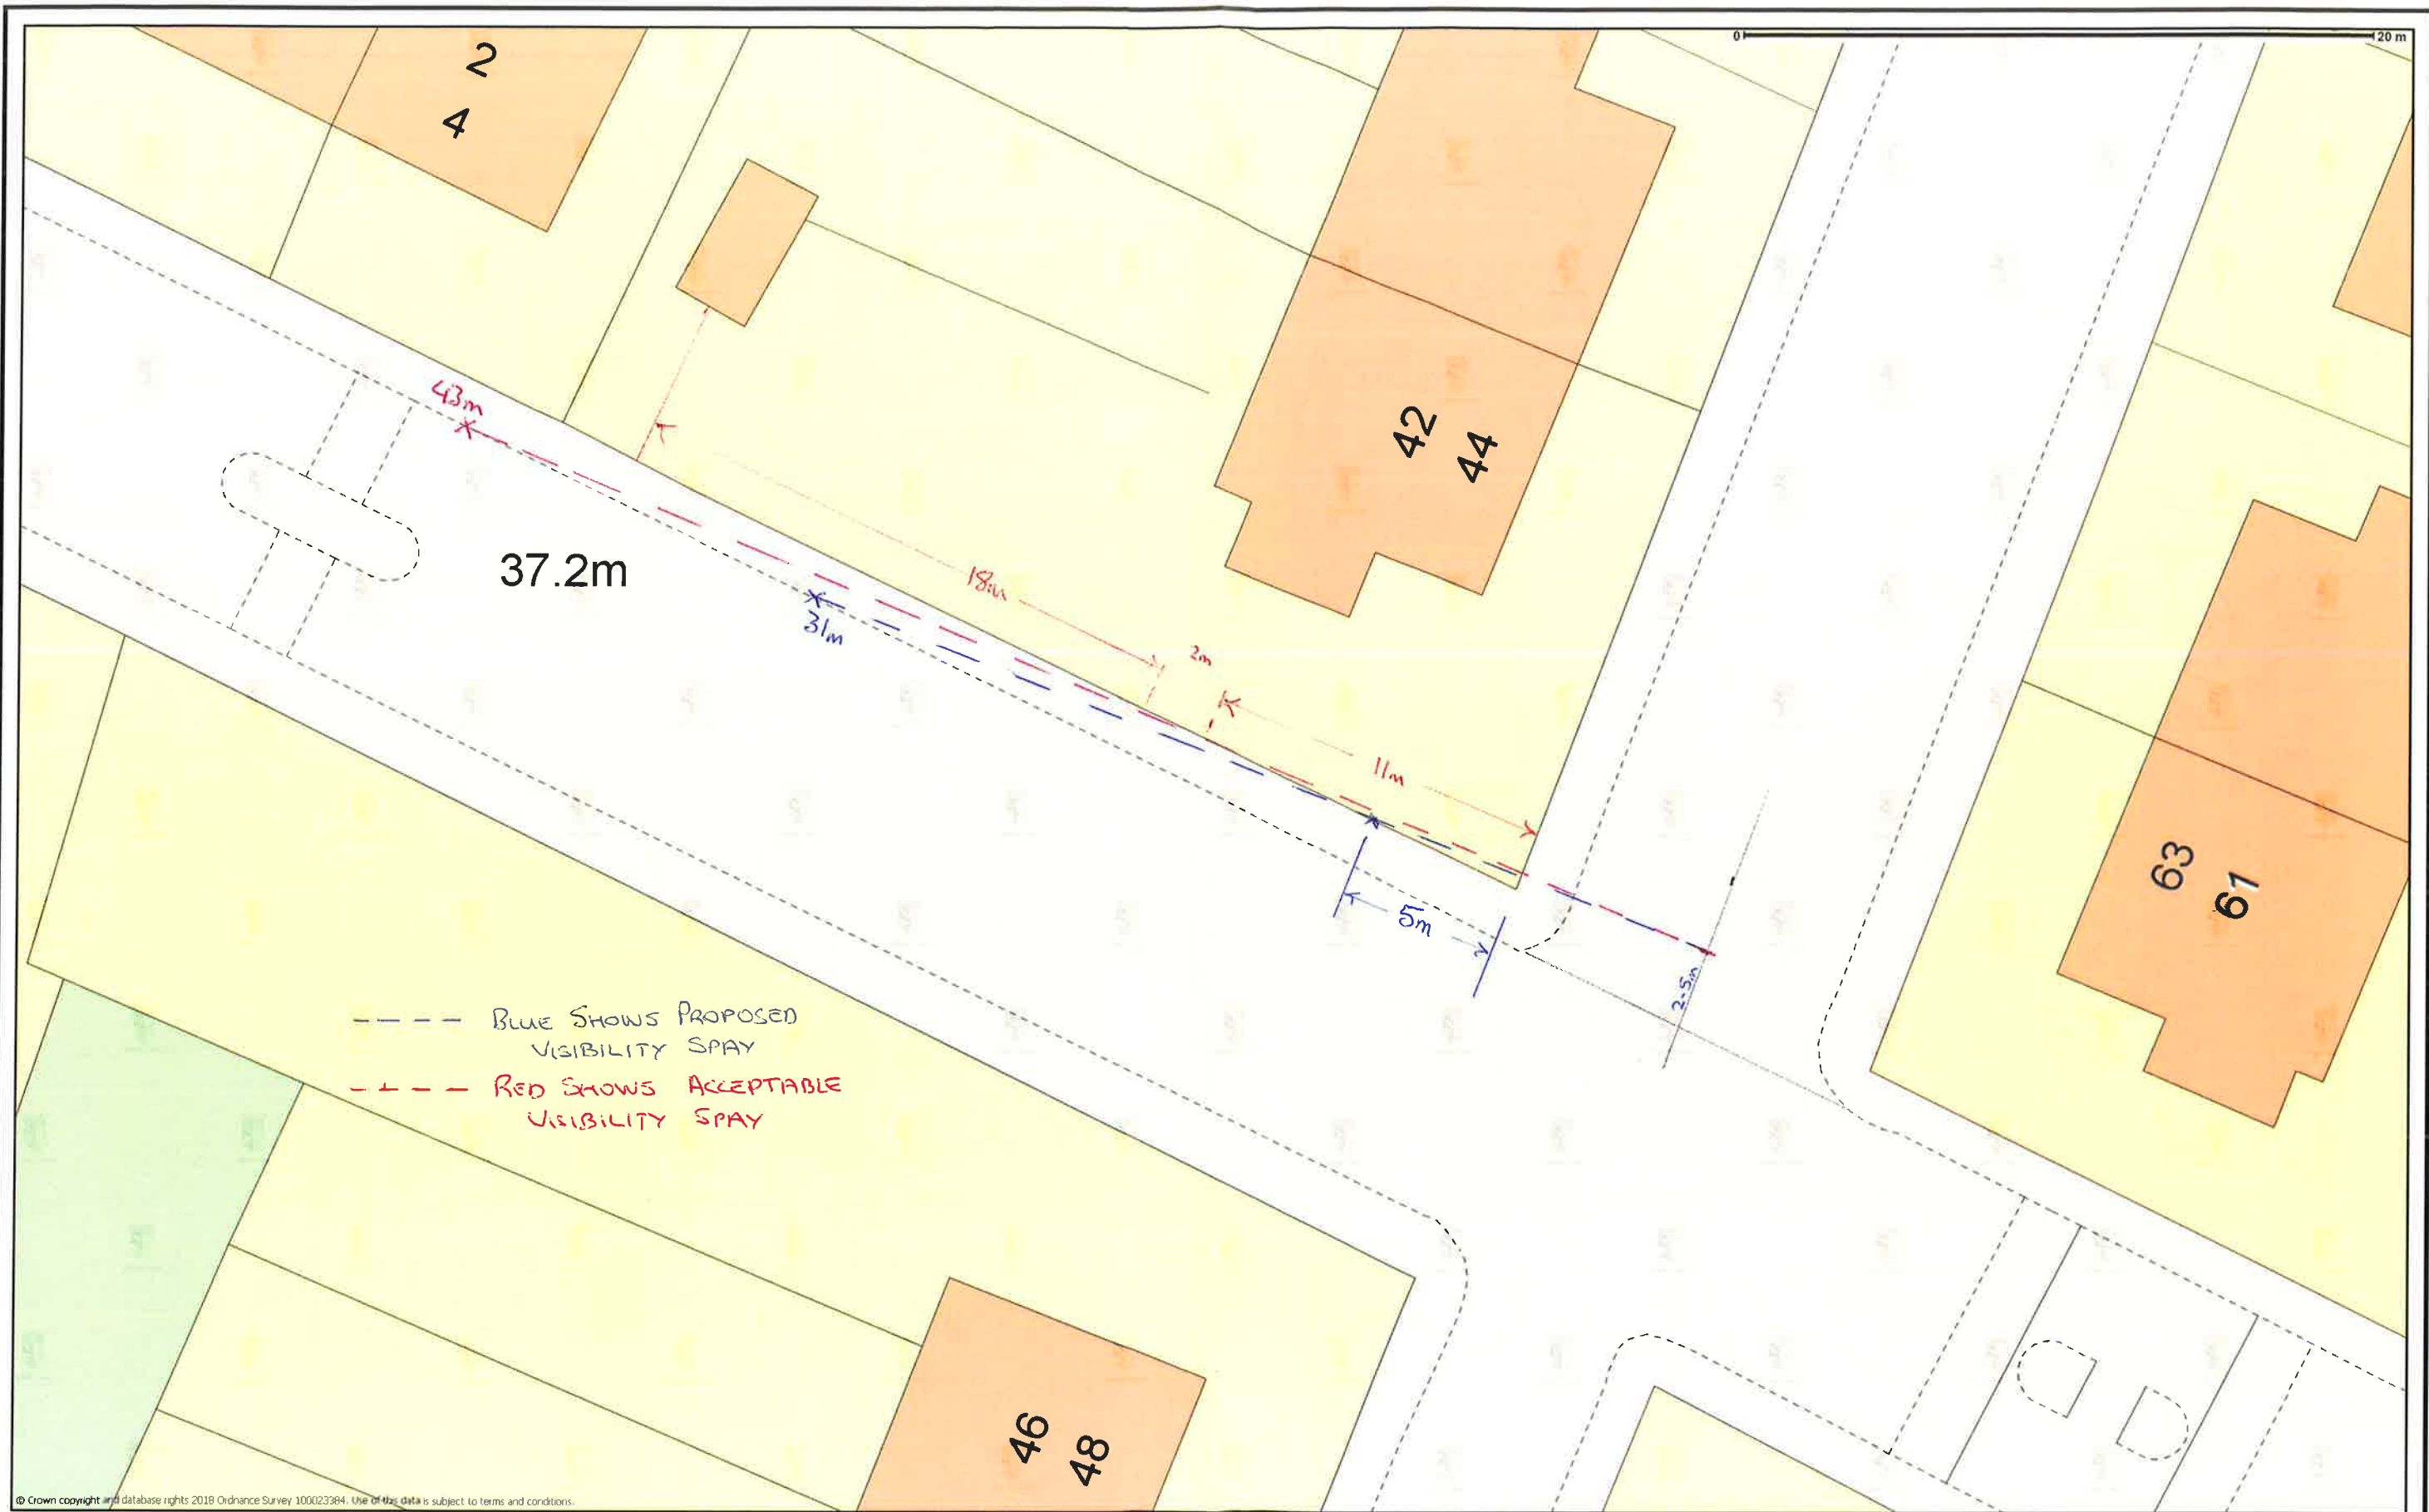 0 20 m
2
4
43m
42
44
37.2m
18m
31m
2m
11m
63
61
5m
2.5m
BLUE SHOWS PROPOSED
VISIBILITY SPAY
RED SHOWS ACCEPTABLE
VISIBILITY SPAY
46
48
© Crown copyright and database rights 2018 Ordnance Survey 100023384. Use of this data is subject to terms and conditions.